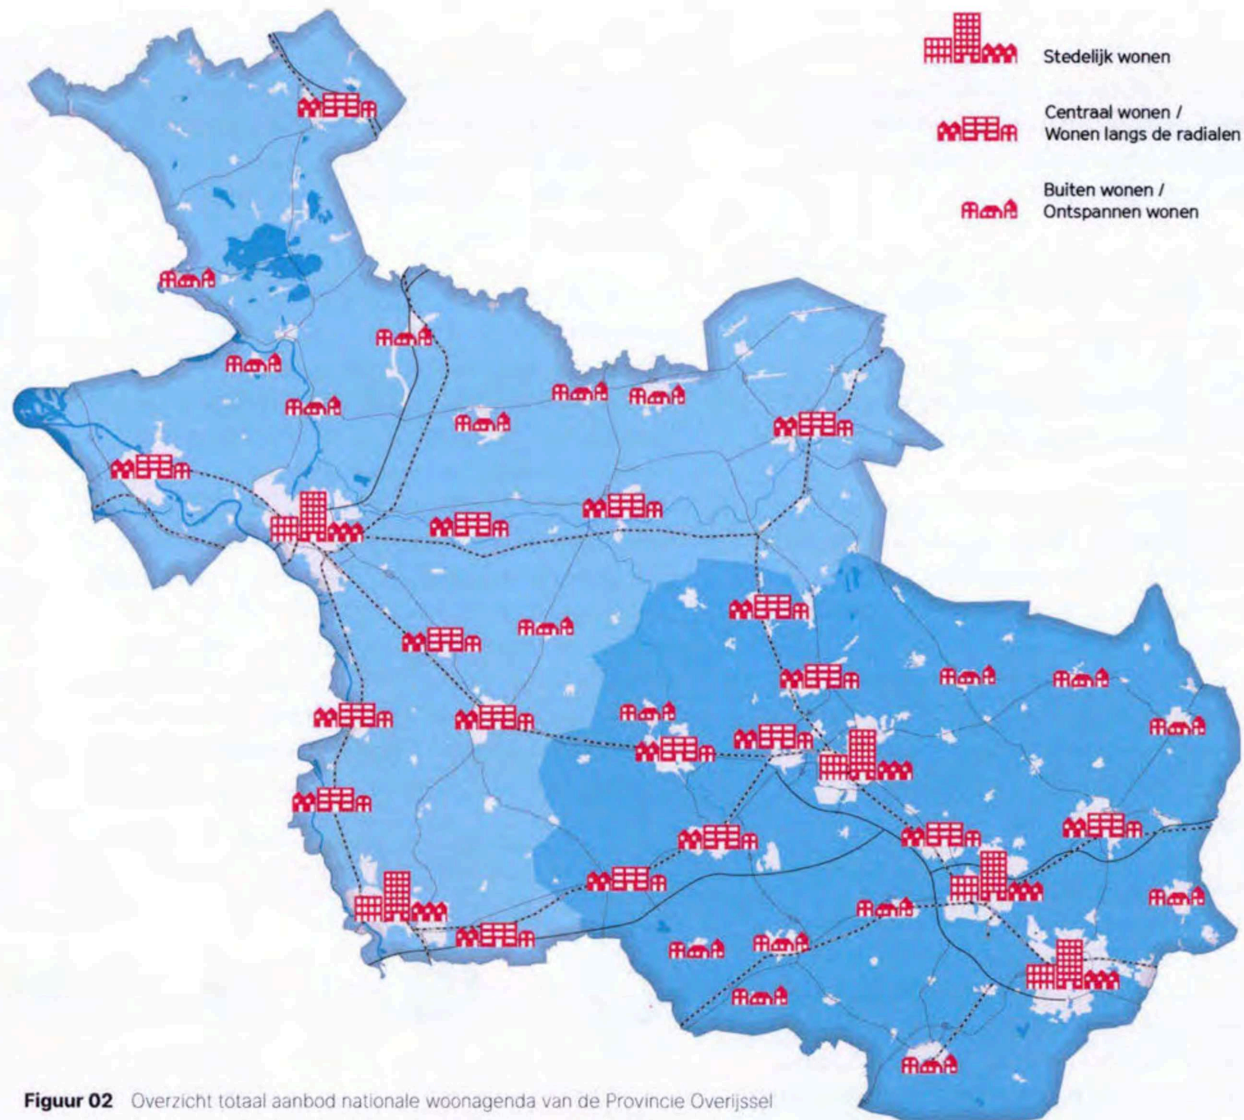 Stedelijk wonen
Centraal wonen /
Wonen langs de radialen
Buiten wonen /
Ontspannen wonen
Figuur 02 Overzicht totaal aanbod nationale woonagenda van de Provincie Overijssel